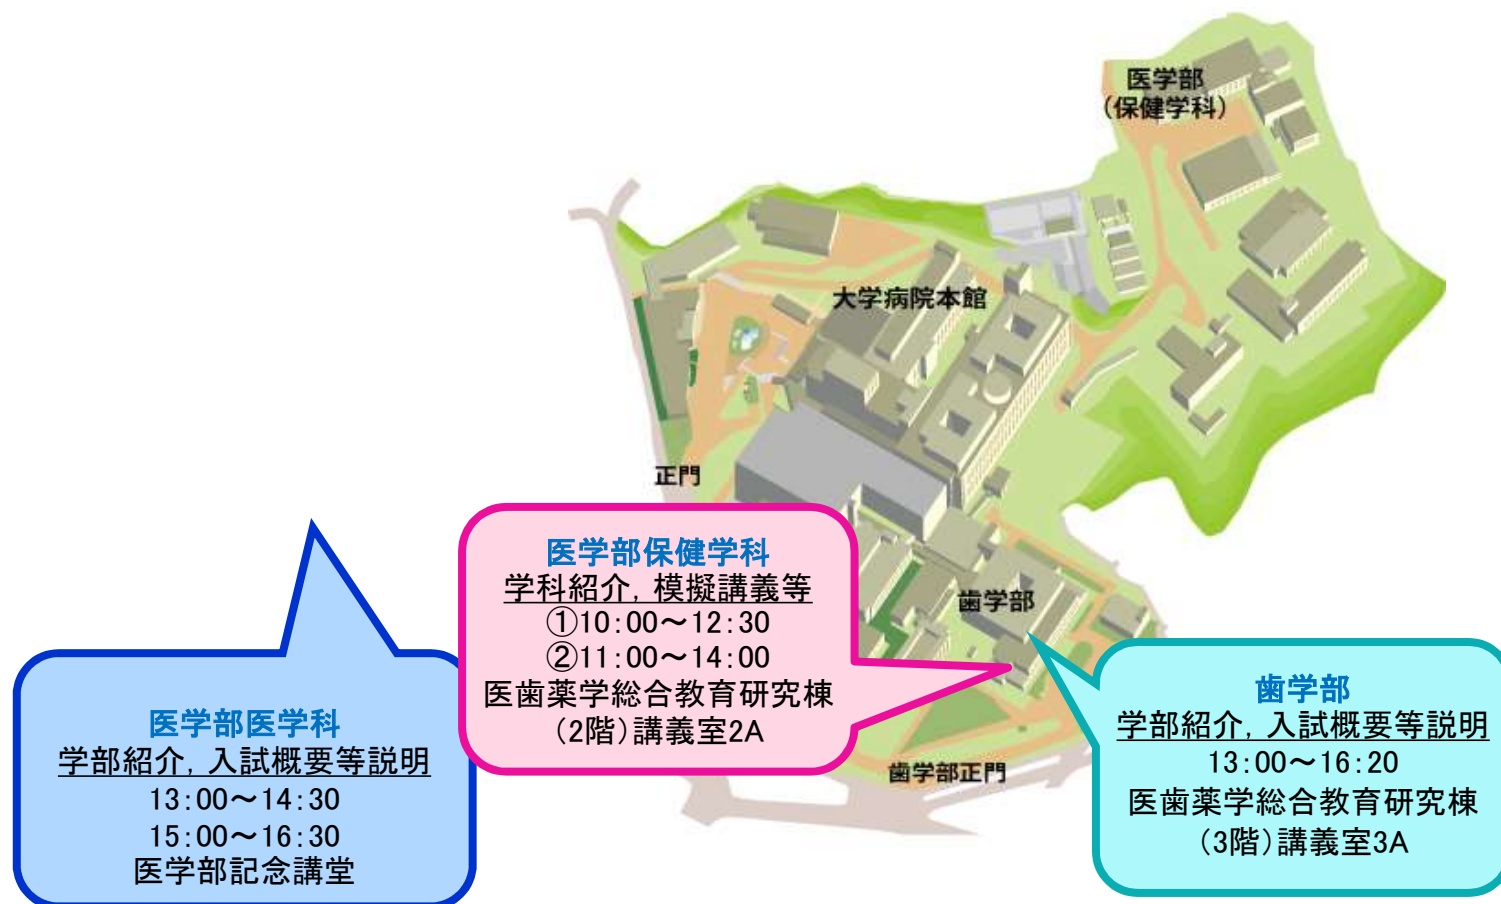 医学部
(保健学科)
大学病院本館
正門
医学部保健学科
学科紹介, 模擬講義等
①10:00～12:30
②11:00～14:00
医歯薬学総合教育研究棟
(2階)講義室2A
歯学部
歯学部正門
医学部医学科
学部紹介, 入試概要等説明
13:00～14:30
15:00～16:30
医学部記念講堂
歯学部
学部紹介, 入試概要等説明
13:00～16:20
医歯薬学総合教育研究棟
(3階)講義室3A